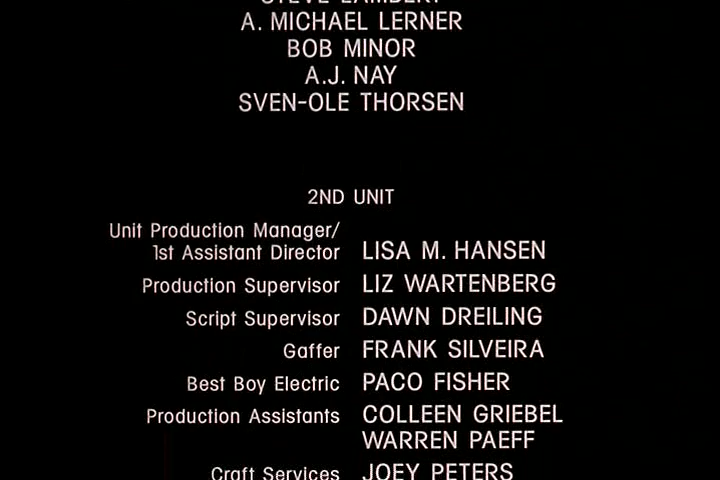 STEVE LAMBERT
A. MICHAEL LERNER
BOB MINOR
A.J. NAY
SVEN-OLE THORSEN
2ND UNIT
Unit Production Manager/
1st Assistant Director LISA M. HANSEN
Production Supervisor LIZ WARTENBERG
Script Supervisor DAWN DREILING
Gaffer FRANK SILVEIRA
Best Boy Electric PACO FISHER
Production Assistants COLLEEN GRIEBEL
WARREN PAEFF
Craft Services JOEY PETERS